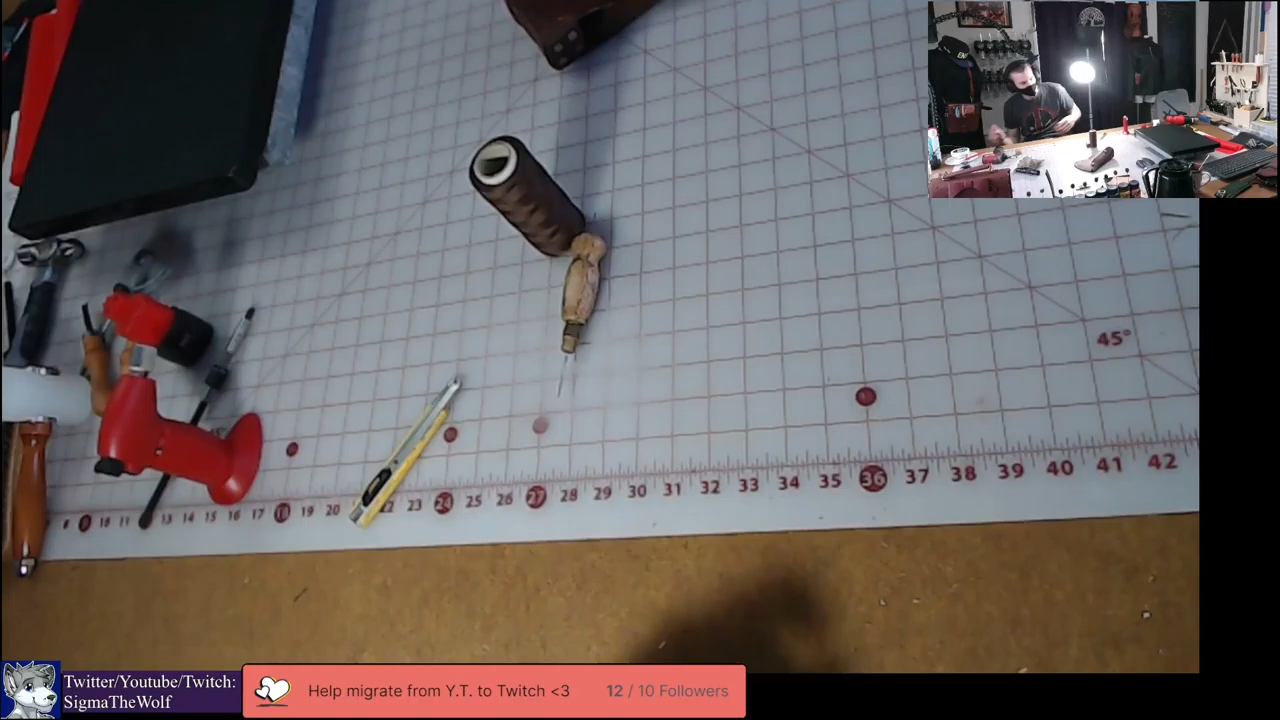 45°
9 10 11 13 14 15 16 17 18 19 20 22 23 24 25 26 27 28 29 30 31 32 33 34 35 36 37 38 39 40 41 42
Twitter/Youtube/Twitch:
SigmaTheWolf
Help migrate from Y.T. to Twitch <3 12 / 10 Followers